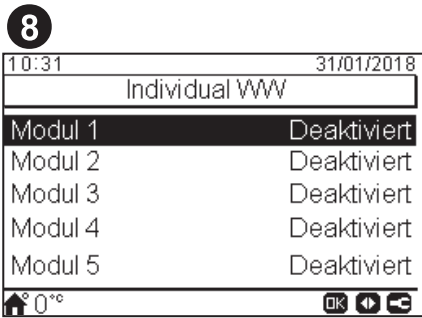 8
10:31 31/01/2018
Individual WW
Modul 1 Deaktiviert
Modul 2 Deaktiviert
Modul 3 Deaktiviert
Modul 4 Deaktiviert
Modul 5 Deaktiviert
0°c OK